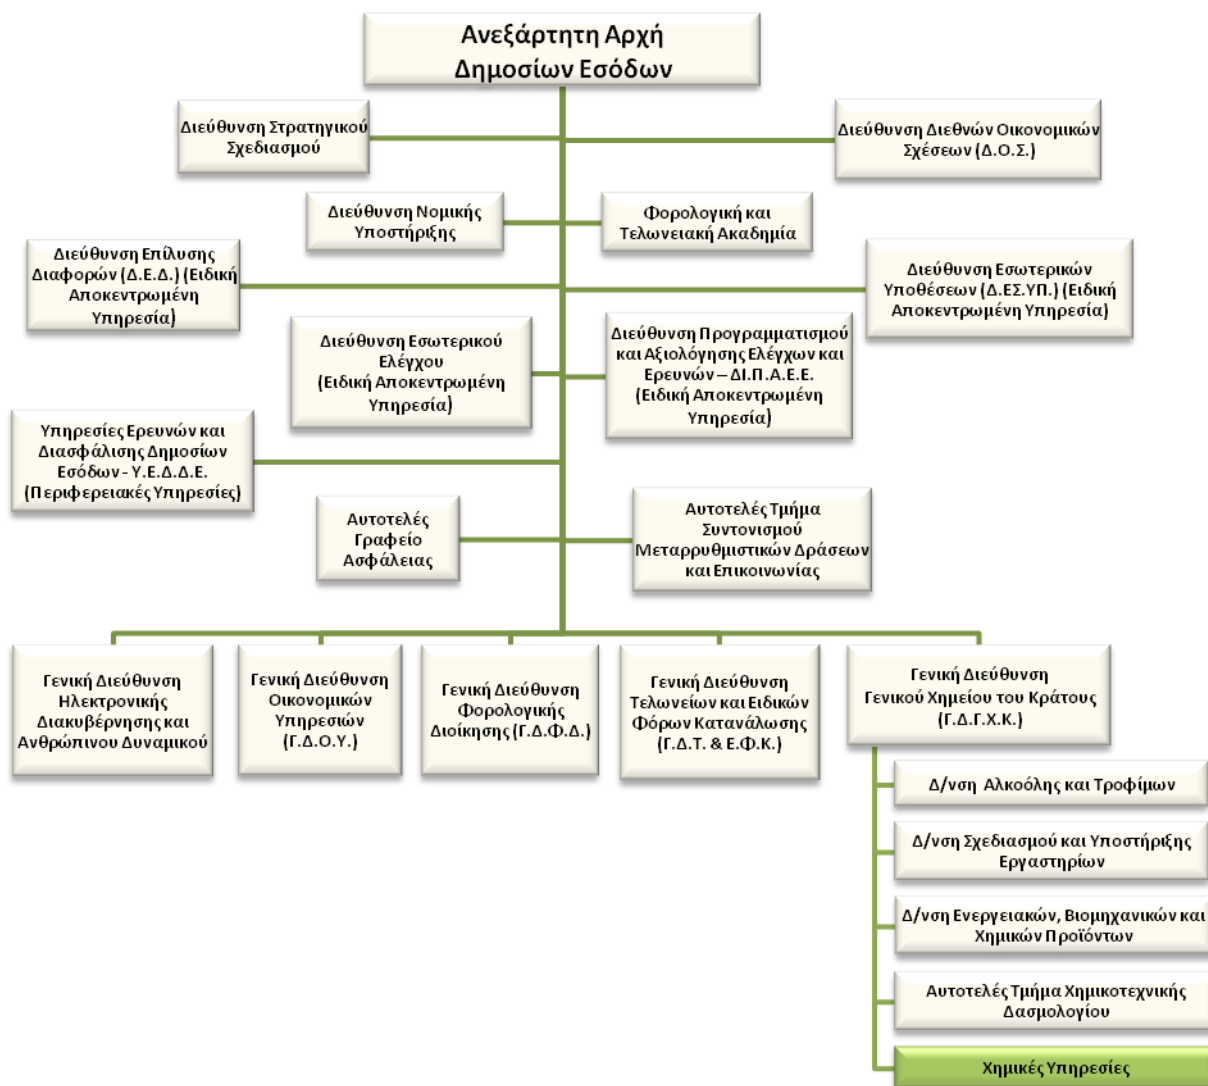 Ανεξάρτητη Αρχή
Δημοσίων Εσόδων
Διεύθυνση Στρατηγικού
Σχεδιασμού
Διεύθυνση Διεθνών Οικονομικών
Σχέσεων (Δ.Ο.Σ.)
Διεύθυνση Νομικής
Υποστήριξης
Φορολογική και
Τελωνειακή Ακαδημία
Διεύθυνση Επίλυσης
Διαφορών (Δ.Ε.Δ.) (Ειδική
Αποκεντρωμένη
Υπηρεσία)
Διεύθυνση Εσωτερικών
Υποθέσεων (Δ.ΕΣ.ΥΠ.) (Ειδική
Αποκεντρωμένη Υπηρεσία)
Διεύθυνση Εσωτερικού
Ελέγχου
(Ειδική Αποκεντρωμένη
Υπηρεσία)
Διεύθυνση Προγραμματισμού
και Αξιολόγησης Ελέγχων και
Ερευνών – ΔΙ.Π.Α.Ε.Ε.
(Ειδική Αποκεντρωμένη
Υπηρεσία)
Υπηρεσίες Ερευνών και
Διασφάλισης Δημοσίων
Εσόδων - Υ.Ε.Δ.Δ.Ε.
(Περιφερειακές Υπηρεσίες)
Αυτοτελές
Γραφείο
Ασφάλειας
Αυτοτελές Τμήμα
Συντονισμού
Μεταρρυθμιστικών Δράσεων
και Επικοινωνίας
Γενική Διεύθυνση
Ηλεκτρονικής
Διακυβέρνησης και
Ανθρώπινου Δυναμικού
Γενική Διεύθυνση
Οικονομικών
Υπηρεσιών
(Γ.Δ.Ο.Υ.)
Γενική Διεύθυνση
Φορολογικής
Διοίκησης (Γ.Δ.Φ.Δ.)
Γενική Διεύθυνση
Τελωνείων και Ειδικών
Φόρων Κατανάλωσης
(Γ.Δ.Τ. & Ε.Φ.Κ.)
Γενική Διεύθυνση
Γενικού Χημείου του Κράτους
(Γ.Δ.Γ.Χ.Κ.)
Δ/νση Αλκοόλης και Τροφίμων
Δ/νση Σχεδιασμού και Υποστήριξης
Εργαστηρίων
Δ/νση Ενεργειακών, Βιομηχανικών και
Χημικών Προϊόντων
Αυτοτελές Τμήμα Χημικοτεχνικής
Δασμολογίου
Χημικές Υπηρεσίες